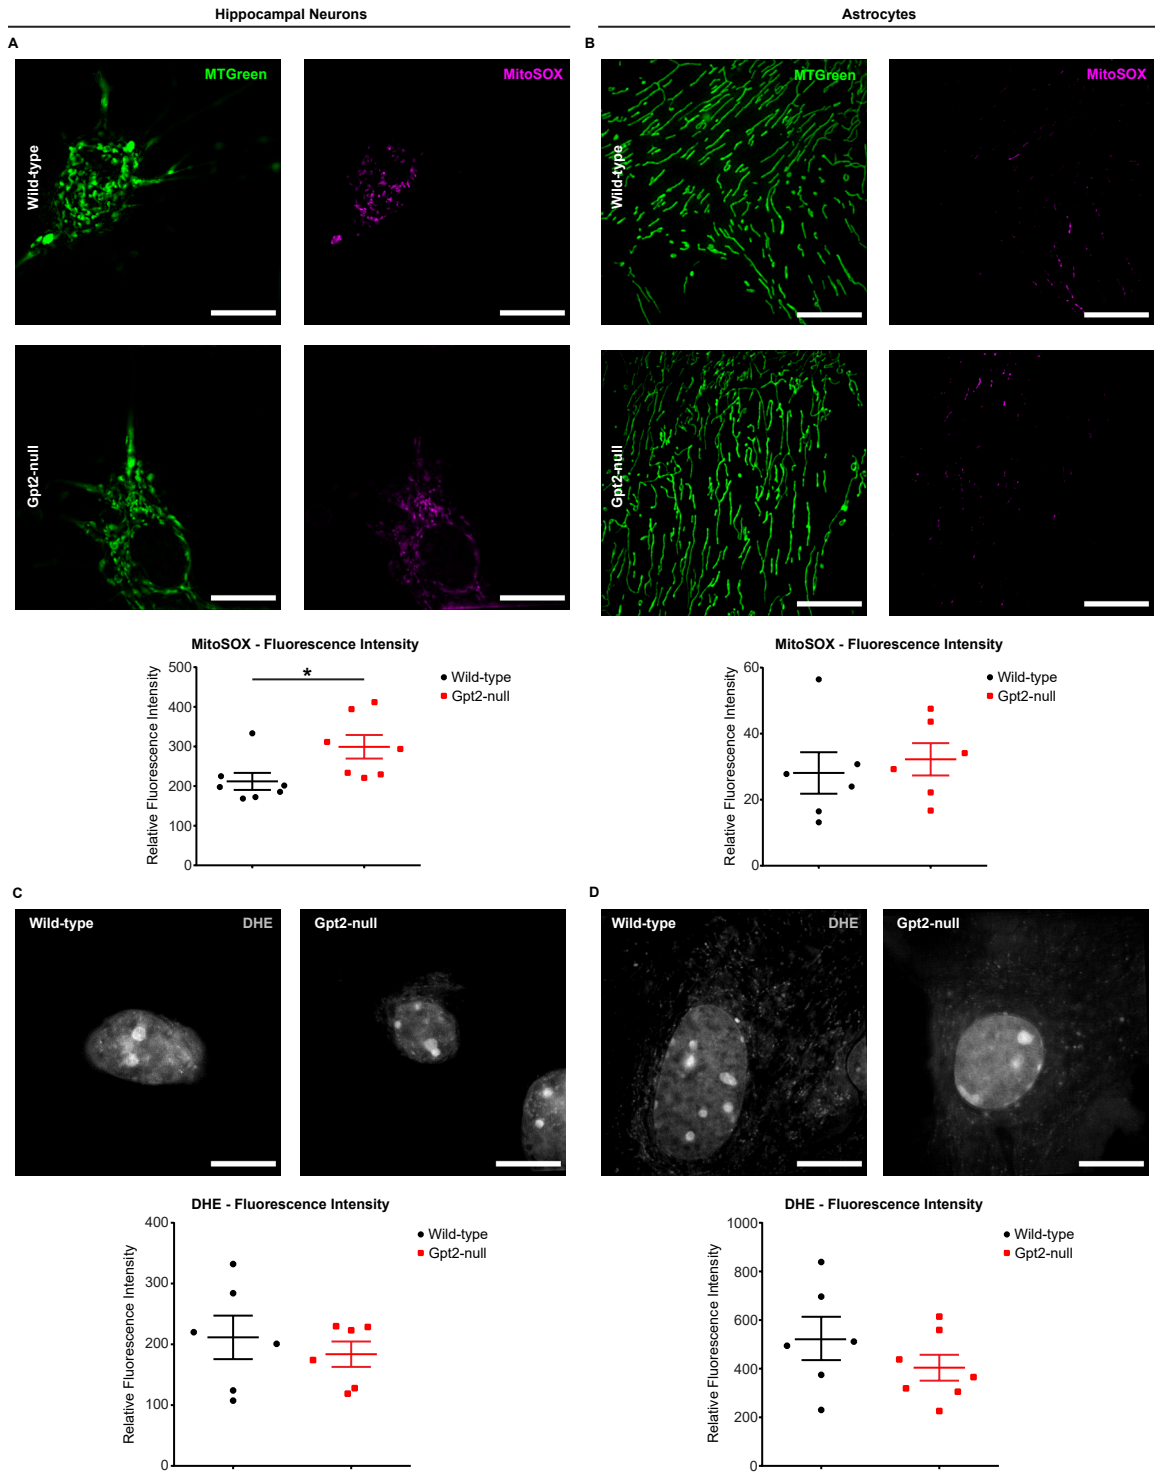 Hippocampal Neurons
Astrocytes
A
B
MTGreen
MitoSOX
MTGreen
MitoSOX
Wild-type
Wild-type
Gpt2-null
Gpt2-null
MitoSOX - Fluorescence Intensity
Relative Fluorescence Intensity
500
400
300
200
100
0
*
Wild-type
Gpt2-null
MitoSOX - Fluorescence Intensity
Relative Fluorescence Intensity
60
40
20
0
Wild-type
Gpt2-null
C
Wild-type
DHE
Gpt2-null
D
Wild-type
DHE
Gpt2-null
DHE - Fluorescence Intensity
Relative Fluorescence Intensity
400
300
200
100
0
Wild-type
Gpt2-null
DHE - Fluorescence Intensity
Relative Fluorescence Intensity
1000
800
600
400
200
0
Wild-type
Gpt2-null